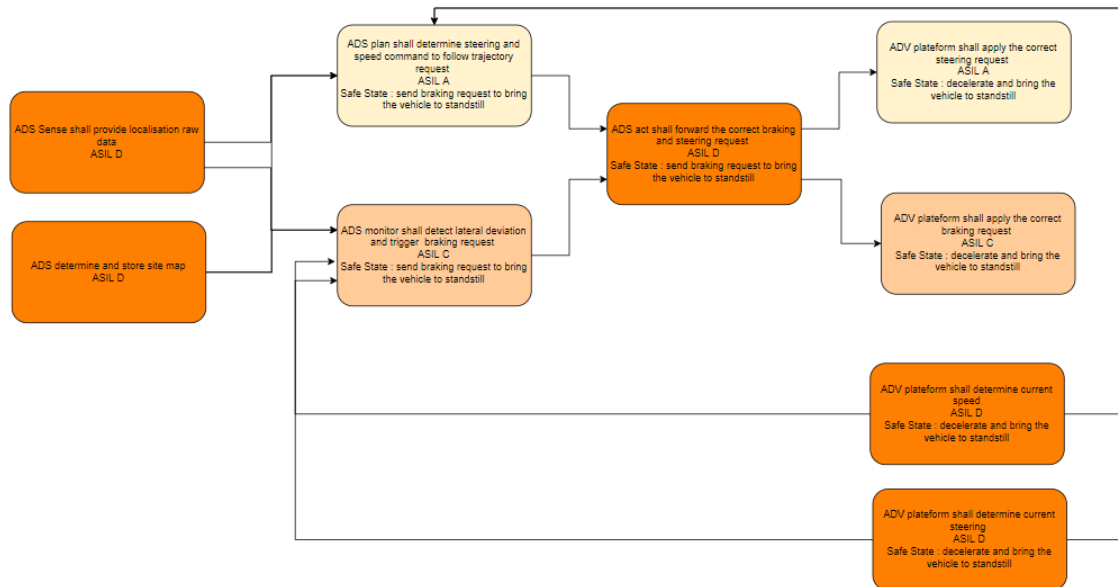 ADS plan shall determine steering and
speed command to follow trajectory
request
ASIL A
Safe State : send braking request to bring
the vehicle to standstill
ADV plateform shall apply the correct
steering request
ASIL A
Safe State : decelerate and bring the
vehicle to standstill
ADS Sense shall provide localisation raw
data
ASIL D
ADS act shall forward the correct braking
and steering request
ASIL D
Safe State : send braking request to bring
the vehicle to standstill
ADS determine and store site map
ASIL D
ADS monitor shall detect lateral deviation
and trigger braking request
ASIL C
Safe State : send braking request to bring
the vehicle to standstill
ADV plateform shall apply the correct
braking request
ASIL C
Safe State : decelerate and bring the
vehicle to standstill
ADV plateform shall determine current
speed
ASIL D
Safe State : decelerate and bring the
vehicle to standstill
ADV plateform shall determine current
steering
ASIL D
Safe State : decelerate and bring the
vehicle to standstill